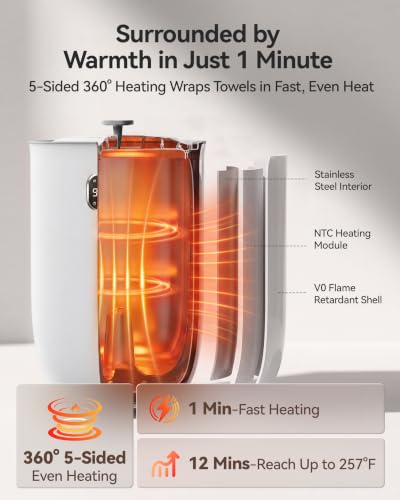 Surrounded by
Warmth in Just 1 Minute
5-Sided 360° Heating Wraps Towels in Fast, Even Heat
Stainless
Steel Interior
NTC Heating
Module
V0 Flame
Retardant Shell
360° 5-Sided
Even Heating
1 Min-Fast Heating
12 Mins-Reach Up to 257°F